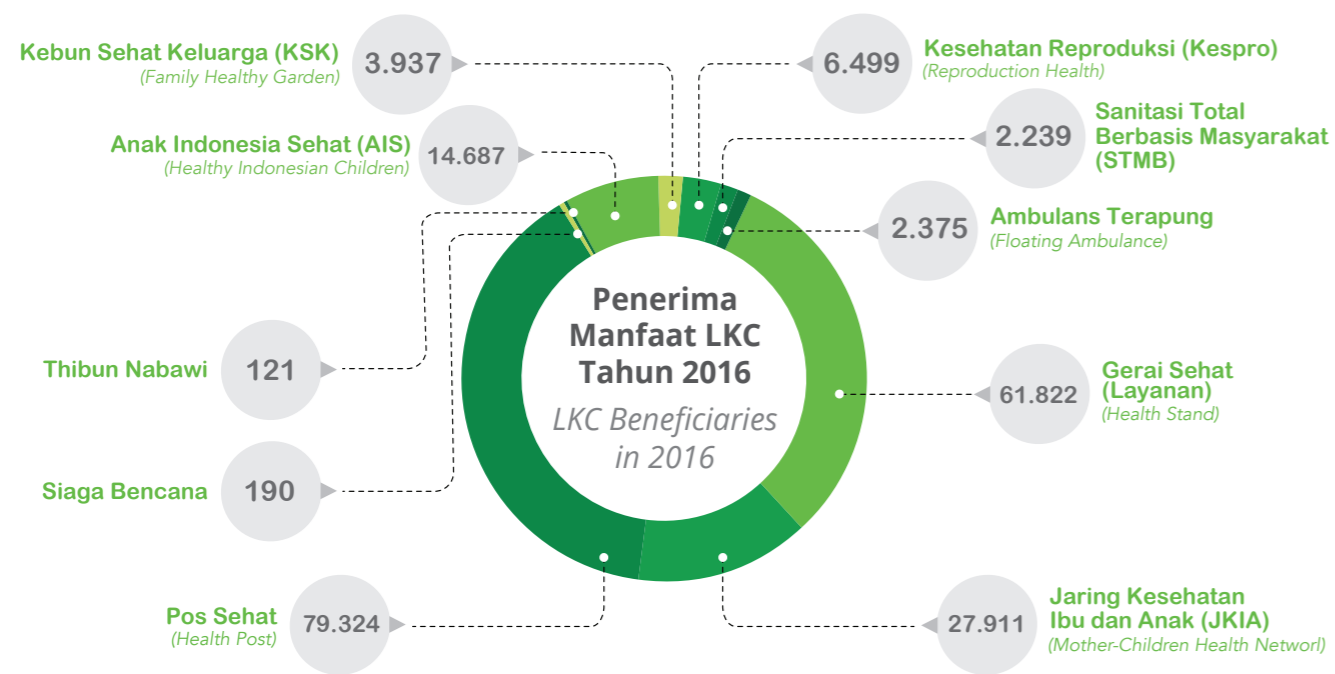 Kebun Sehat Keluarga (KSK)
(Family Healthy Garden)
3.937
Anak Indonesia Sehat (AIS)
(Healthy Indonesian Children)
14.687
Thibun Nabawi
121
Siaga Bencana
190
Pos Sehat
(Health Post)
79.324
Penerima
Manfaat LKC
Tahun 2016
LKC Beneficiaries
in 2016
6.499
Kesehatan Reproduksi (Kespro)
(Reproduction Health)
2.239
Sanitasi Total
Berbasis Masyarakat
(STMB)
2.375
Ambulans Terapung
(Floating Ambulance)
61.822
Gerai Sehat
(Layanan)
(Health Stand)
27.911
Jaring Kesehatan
Ibu dan Anak (JKIA)
(Mother-Children Health Networl)